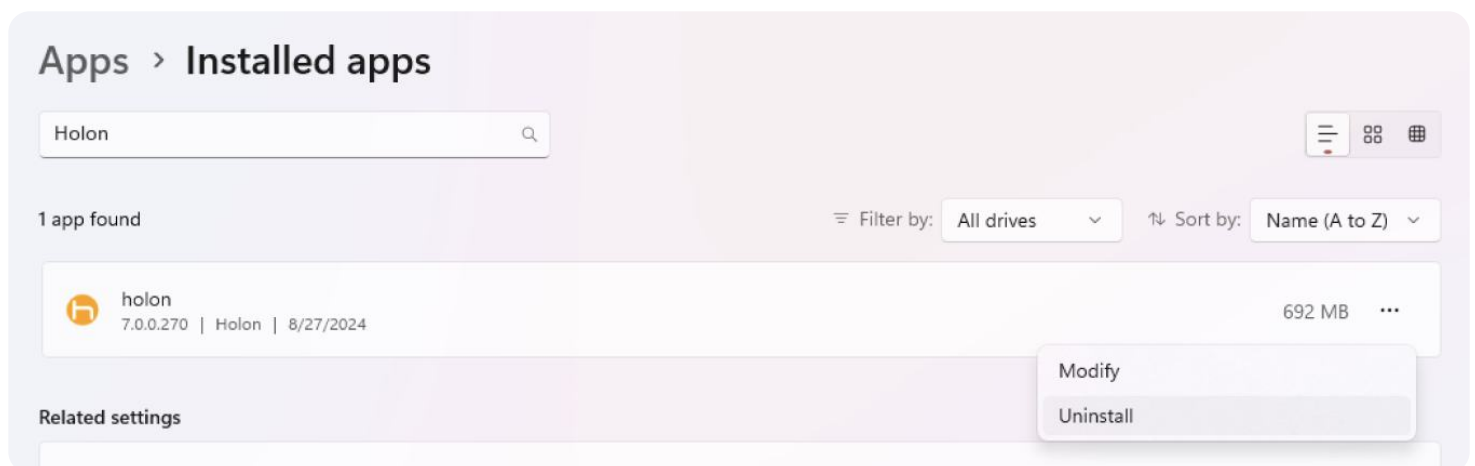 Apps > Installed apps
Holon
1 app found
Filter by: All drives Sort by: Name (A to Z)
holon
7.0.0.270 | Holon | 8/27/2024
692 MB ...
Modify
Uninstall
Related settings